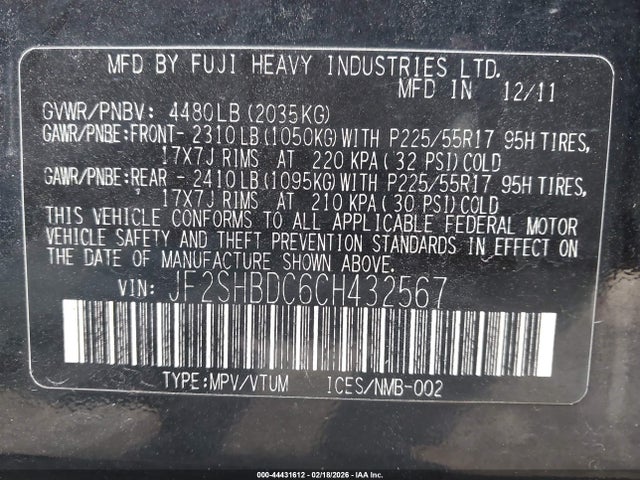 MFD BY FUJI HEAVY INDUSTRIES LTD.
MFD IN 12/11
GVWR/PNBV: 4480LB (2035KG)
GAWR/PNBE:FRONT- 2310 LB (1050KG) WITH P225/55R17 95H TIRES,
17X7J RIMS AT 220 KPA ( 32 PSI) COLD
GAWR/PNBE:REAR - 2410 LB (1095KG) WITH P225/55R17 95H TIRES,
17X7J RIMS AT 210 KPA ( 30 PSI) COLD
THIS VEHICLE CONFORMS TO ALL APPLICABLE FEDERAL MOTOR
VEHICLE SAFETY AND THEFT PREVENTION STANDARDS IN EFFECT ON
THE DATE OF MANUFACTURE SHOWN ABOVE.
VIN: JF2SHBDC6CH432567
TYPE:MPV/VTUM ICES/NMB-002
000-44431612 - 02/18/2026 - IAA Inc.